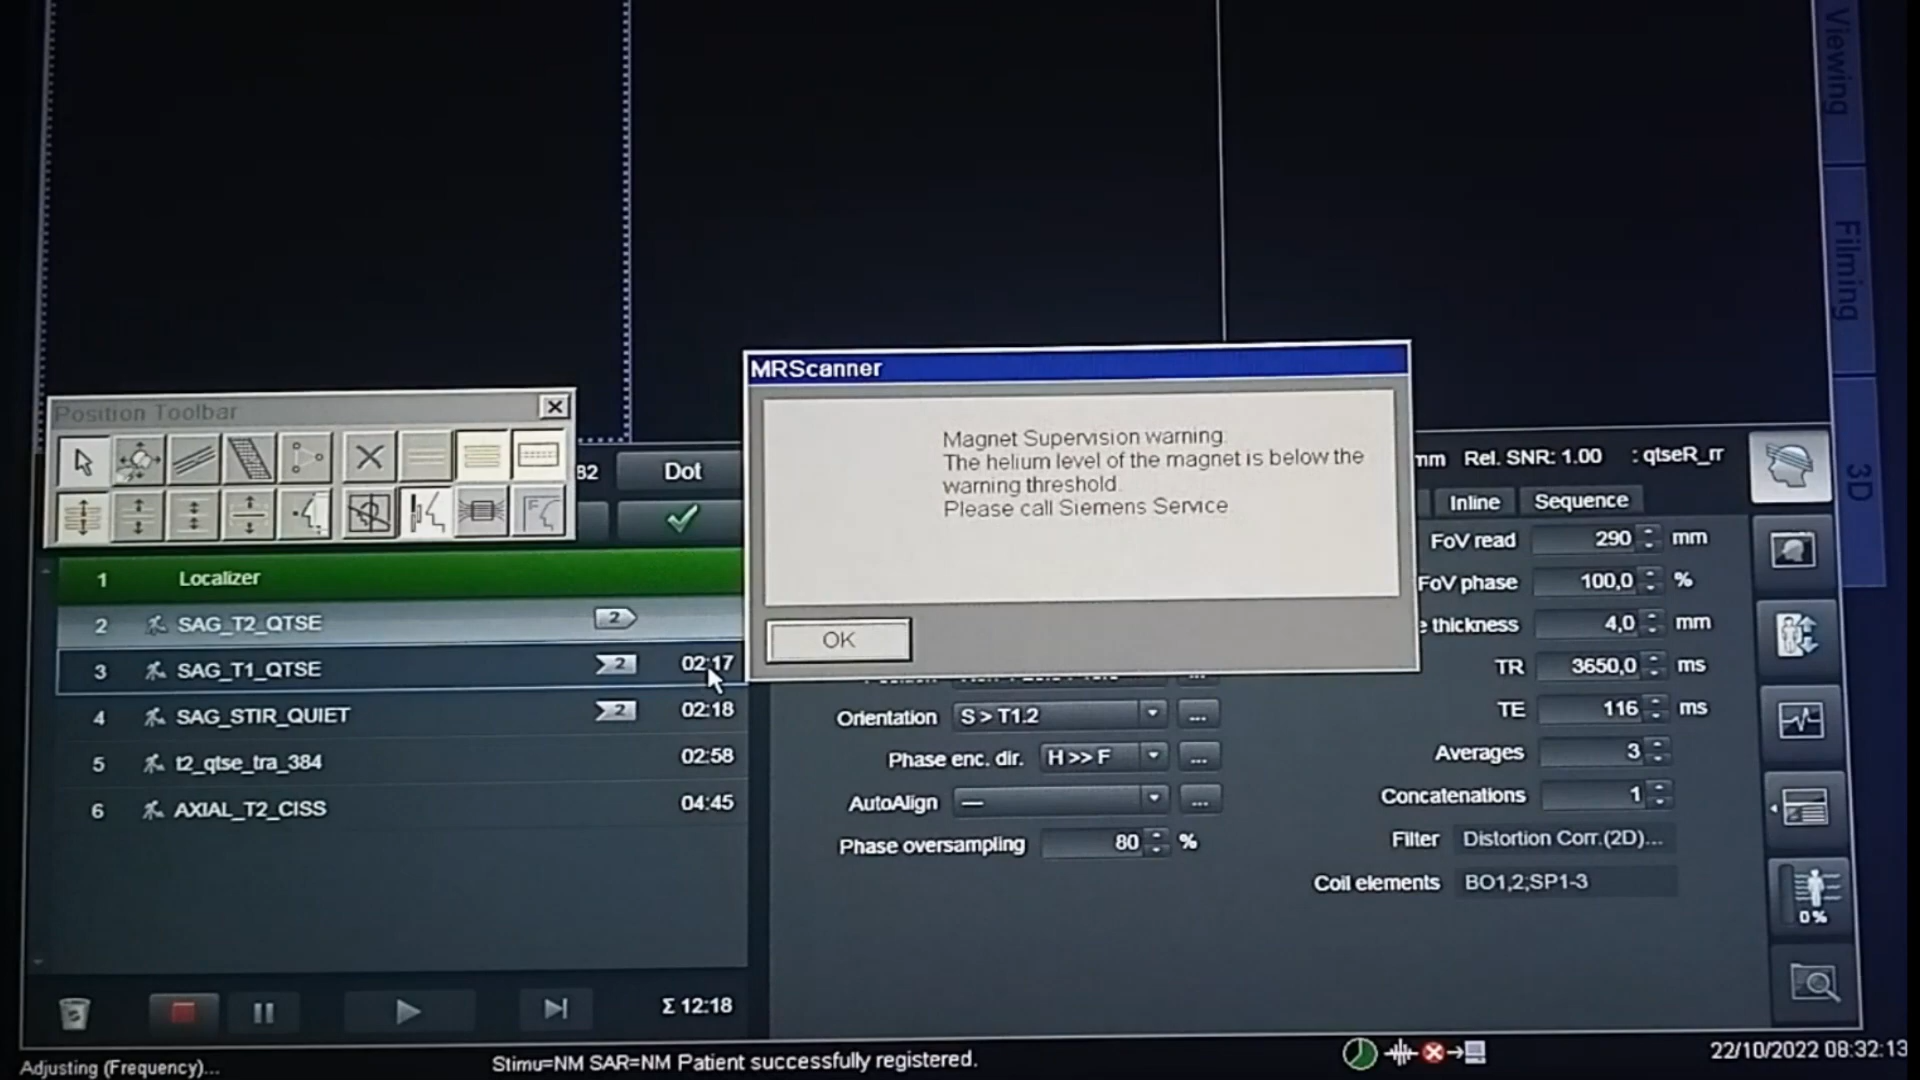 Viewing
Filming
3D
Position Toolbar
82
Dot
1 Localizer
2 SAG_T2_QTSE 2
3 SAG_T1_QTSE 2 02:17
4 SAG_STIR_QUIET 2 02:18
5 t2_qtse_tra_384 02:58
6 AXIAL_T2_CISS 04:45
Σ 12:18
MRScanner
Magnet Supervision warning:
The helium level of the magnet is below the
warning threshold.
Please call Siemens Service
OK
mm Rel. SNR: 1.00 : qtseR_rr
Inline Sequence
FoV read 290 mm
FoV phase 100,0 %
e thickness 4,0 mm
TR 3650,0 ms
TE 116 ms
Averages 3
Concatenations 1
Filter Distortion Corr.(2D)...
Coil elements BO1,2;SP1-3
Orientation S > T1.2 ...
Phase enc. dir. H >> F ...
AutoAlign — ...
Phase oversampling 80 %
0 %
Adjusting (Frequency)...
Stimu=NM SAR=NM Patient successfully registered.
22/10/2022 08:32:13